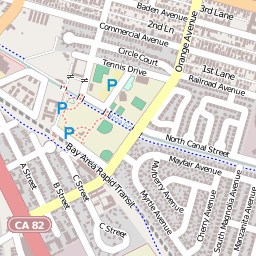 3rd Lane
Baden Avenue
2nd Ln
Commercial Avenue
Orange Avenue
Circle Court
Tennis Drive
1st Lane
Railroad Avenue
P
P
P
North Canal Street
Bay Area Rapid Transit
Mayfair Avenue
A Street
Mulberry Avenue
B Street
Myrtle Avenue
South Magnolia Avenue
C Street
Cherry Avenue
Manzanita Avenue
CA 82
C Street